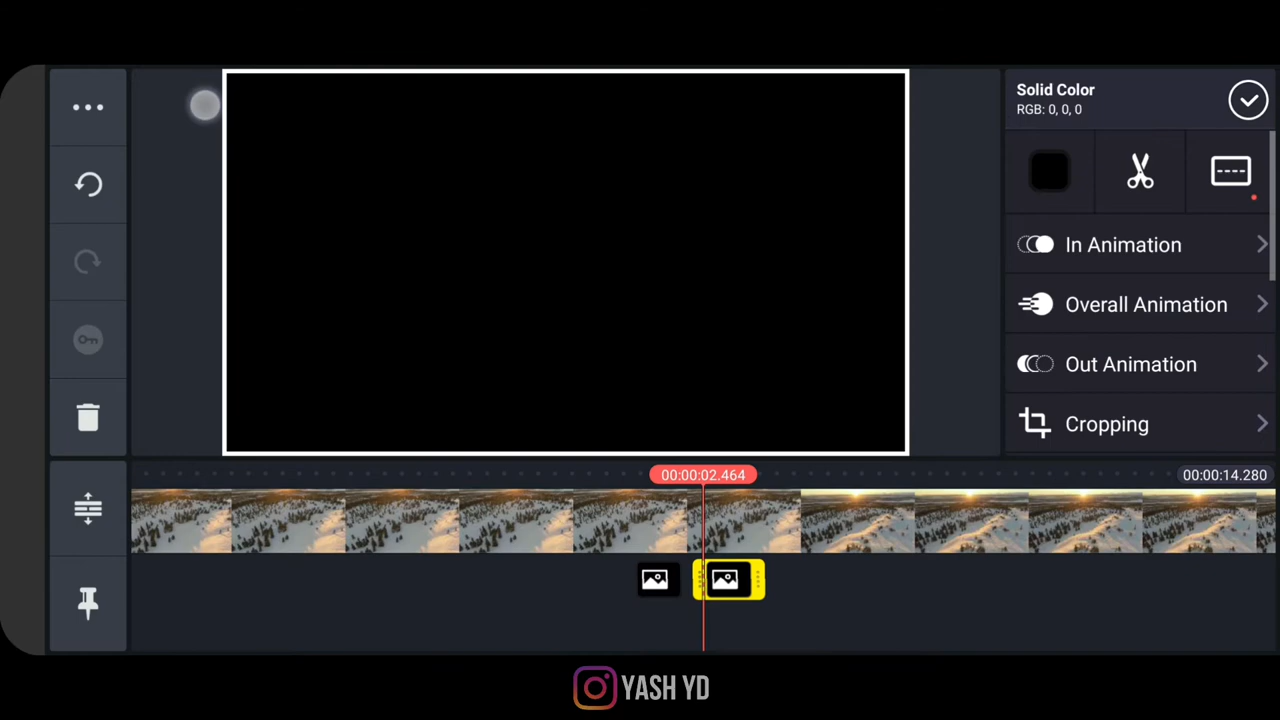 Solid Color
RGB: 0, 0, 0
In Animation
Overall Animation
Out Animation
Cropping
00:00:02.464
00:00:14.280
YASH YD